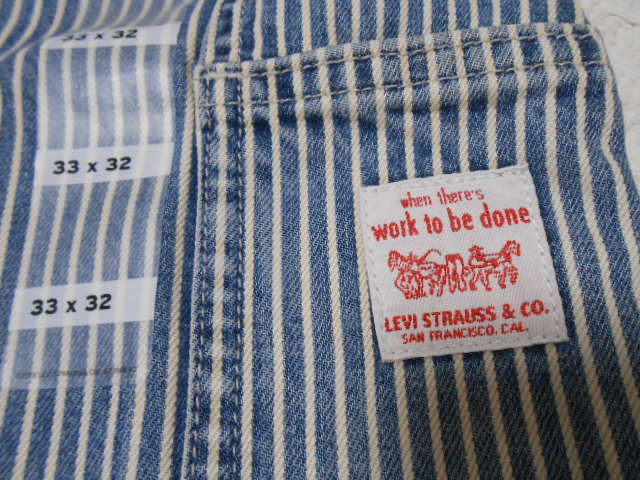 33 x 32
33 x 32
33 x 32
when there's
work to be done
LEVI STRAUSS & CO.
SAN FRANCISCO, CAL.